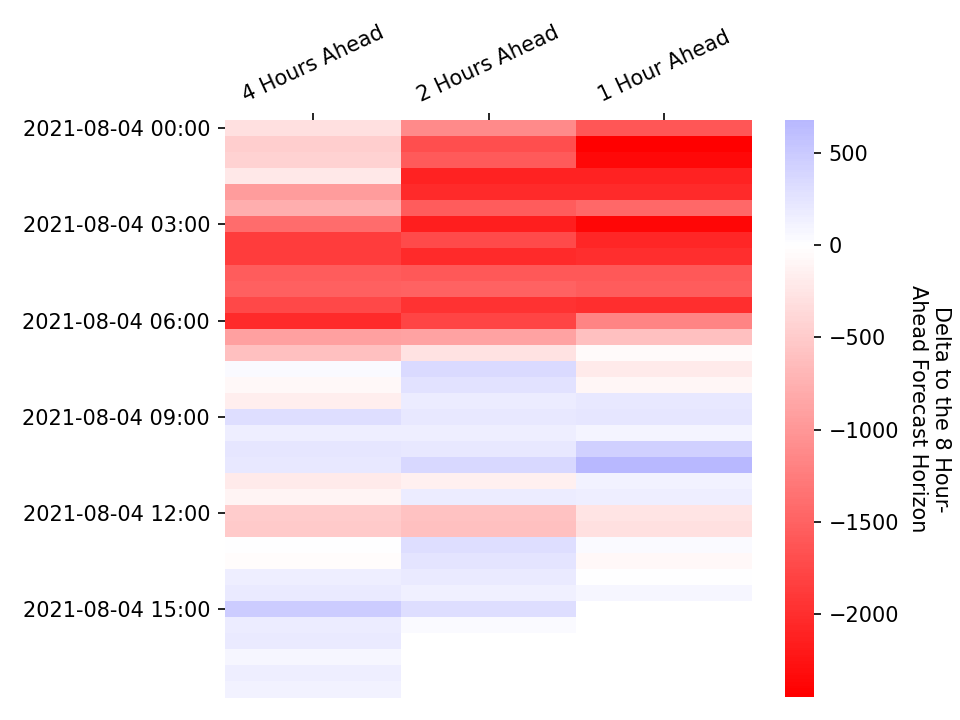 4 Hours Ahead
2 Hours Ahead
1 Hour Ahead
2021-08-04 00:00
2021-08-04 03:00
2021-08-04 06:00
2021-08-04 09:00
2021-08-04 12:00
2021-08-04 15:00
500
0
−500
−1000
−1500
−2000
Delta to the 8 Hour-
Ahead Forecast Horizon